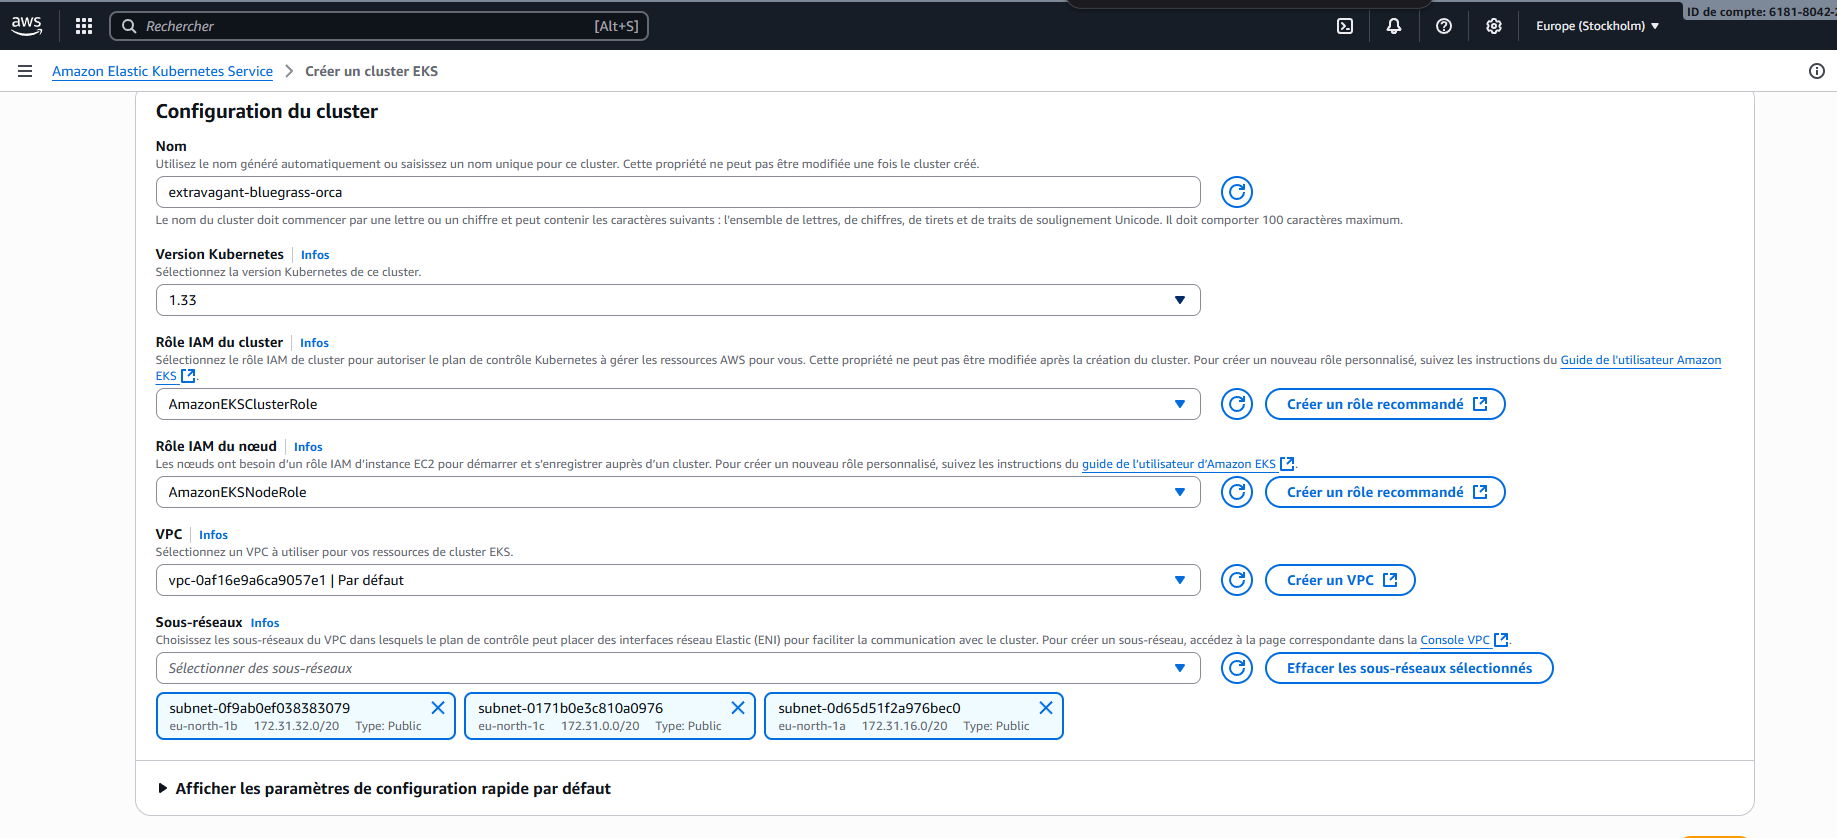 aws
Rechercher [Alt+S]
Europe (Stockholm)
ID de compte: 6181-8042-
Amazon Elastic Kubernetes Service > Créer un cluster EKS
Configuration du cluster
Nom
Utilisez le nom généré automatiquement ou saisissez un nom unique pour ce cluster. Cette propriété ne peut pas être modifiée une fois le cluster créé.
extravagant-bluegrass-orca
Le nom du cluster doit commencer par une lettre ou un chiffre et peut contenir les caractères suivants : l'ensemble de lettres, de chiffres, de tirets et de traits de soulignement Unicode. Il doit comporter 100 caractères maximum.
Version Kubernetes Infos
Sélectionnez la version Kubernetes de ce cluster.
1.33
Rôle IAM du cluster Infos
Sélectionnez le rôle IAM de cluster pour autoriser le plan de contrôle Kubernetes à gérer les ressources AWS pour vous. Cette propriété ne peut pas être modifiée après la création du cluster. Pour créer un nouveau rôle personnalisé, suivez les instructions du Guide de l'utilisateur Amazon
EKS.
AmazonEKSClusterRole
Créer un rôle recommandé
Rôle IAM du nœud Infos
Les nœuds ont besoin d'un rôle IAM d'instance EC2 pour démarrer et s'enregistrer auprès d'un cluster. Pour créer un nouveau rôle personnalisé, suivez les instructions du guide de l'utilisateur d'Amazon EKS.
AmazonEKSNodeRole
Créer un rôle recommandé
VPC Infos
Sélectionnez un VPC à utiliser pour vos ressources de cluster EKS.
vpc-0af16e9a6ca9057e1 | Par défaut
Créer un VPC
Sous-réseaux Infos
Choisissez les sous-réseaux du VPC dans lesquels le plan de contrôle peut placer des interfaces réseau Elastic (ENI) pour faciliter la communication avec le cluster. Pour créer un sous-réseau, accédez à la page correspondante dans la Console VPC.
Sélectionner des sous-réseaux
Effacer les sous-réseaux sélectionnés
subnet-0f9ab0ef038383079
eu-north-1b 172.31.32.0/20 Type: Public
subnet-0171b0e3c810a0976
eu-north-1c 172.31.0.0/20 Type: Public
subnet-0d65d51f2a976bec0
eu-north-1a 172.31.16.0/20 Type: Public
Afficher les paramètres de configuration rapide par défaut